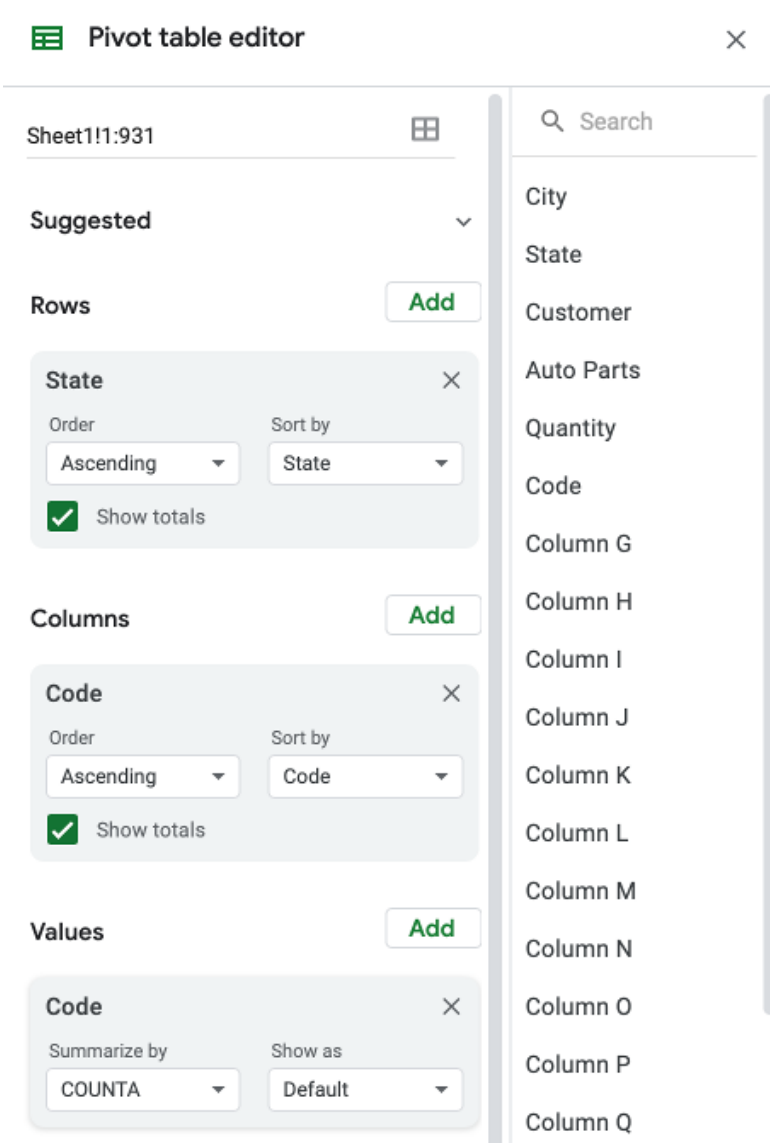 Pivot table editor
Sheet1!1:931
Suggested
Rows
Add
State
Order
Sort by
Ascending
State
Show totals
Columns
Add
Code
Order
Sort by
Ascending
Code
Show totals
Values
Add
Code
Summarize by
Show as
COUNTA
Default
Search
City
State
Customer
Auto Parts
Quantity
Code
Column G
Column H
Column I
Column J
Column K
Column L
Column M
Column N
Column O
Column P
Column Q